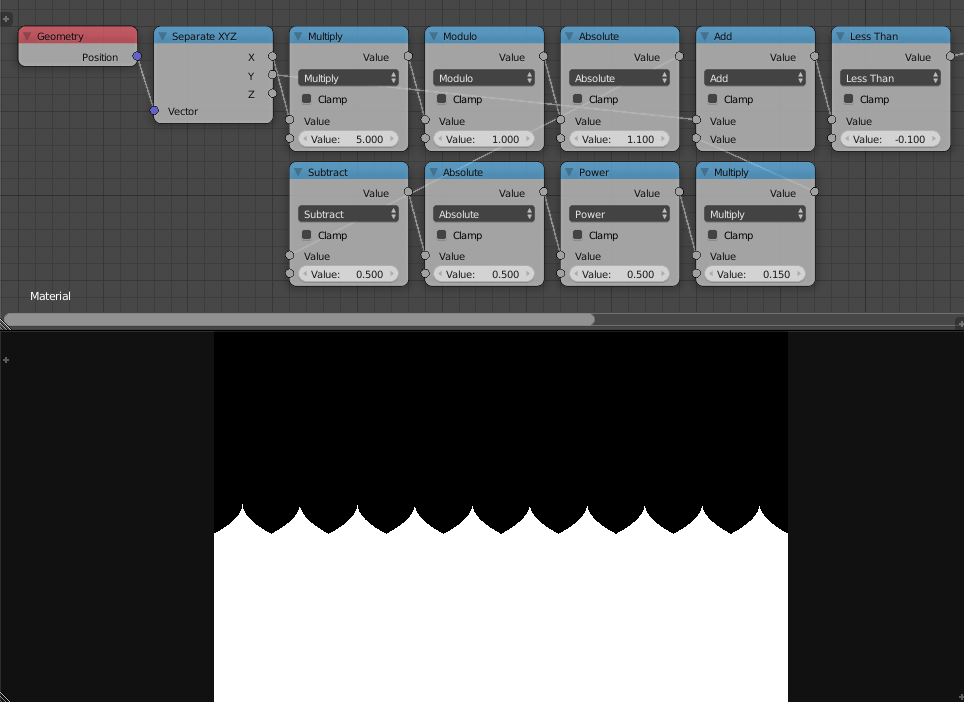 Geometry
Position
Separate XYZ
X
Y
Z
Vector
Multiply
Value
Multiply
Clamp
Value
Value: 5.000
Modulo
Value
Modulo
Clamp
Value
Value: 1.000
Absolute
Value
Absolute
Clamp
Value
Value: 1.100
Add
Value
Add
Clamp
Value
Value
Less Than
Value
Less Than
Clamp
Value
Value: -0.100
Subtract
Value
Subtract
Clamp
Value
Value: 0.500
Absolute
Value
Absolute
Clamp
Value
Value: 0.500
Power
Value
Power
Clamp
Value
Value: 0.500
Multiply
Value
Multiply
Clamp
Value
Value: 0.150
Material